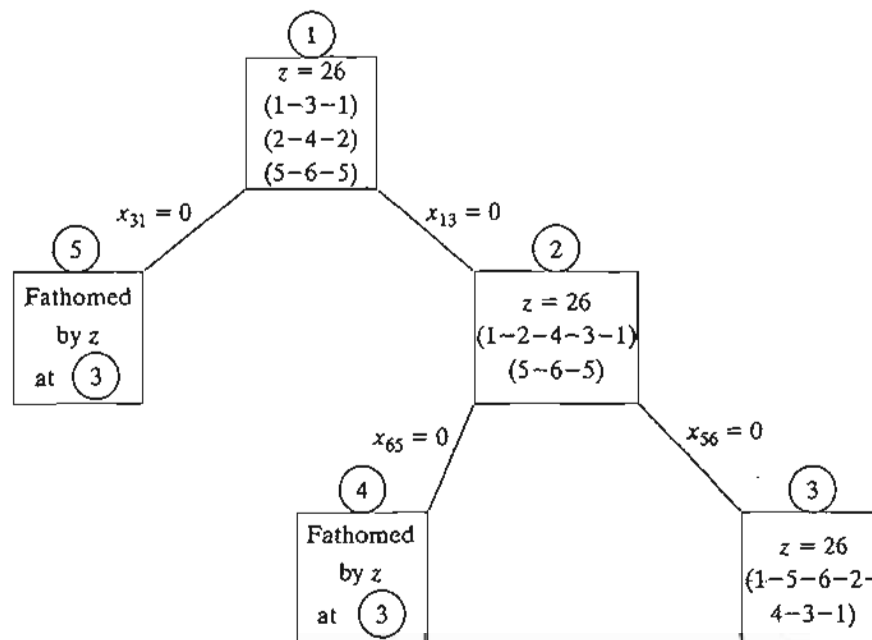 1
z = 26
(1-3-1)
(2-4-2)
(5-6-5)
x₃₁ = 0
x₁₃ = 0
5
Fathomed
by z
at 3
2
z = 26
(1-2-4-3-1)
(5-6-5)
x₆₅ = 0
x₅₆ = 0
4
Fathomed
by z
at 3
3
z = 26
(1-5-6-2-
4-3-1)